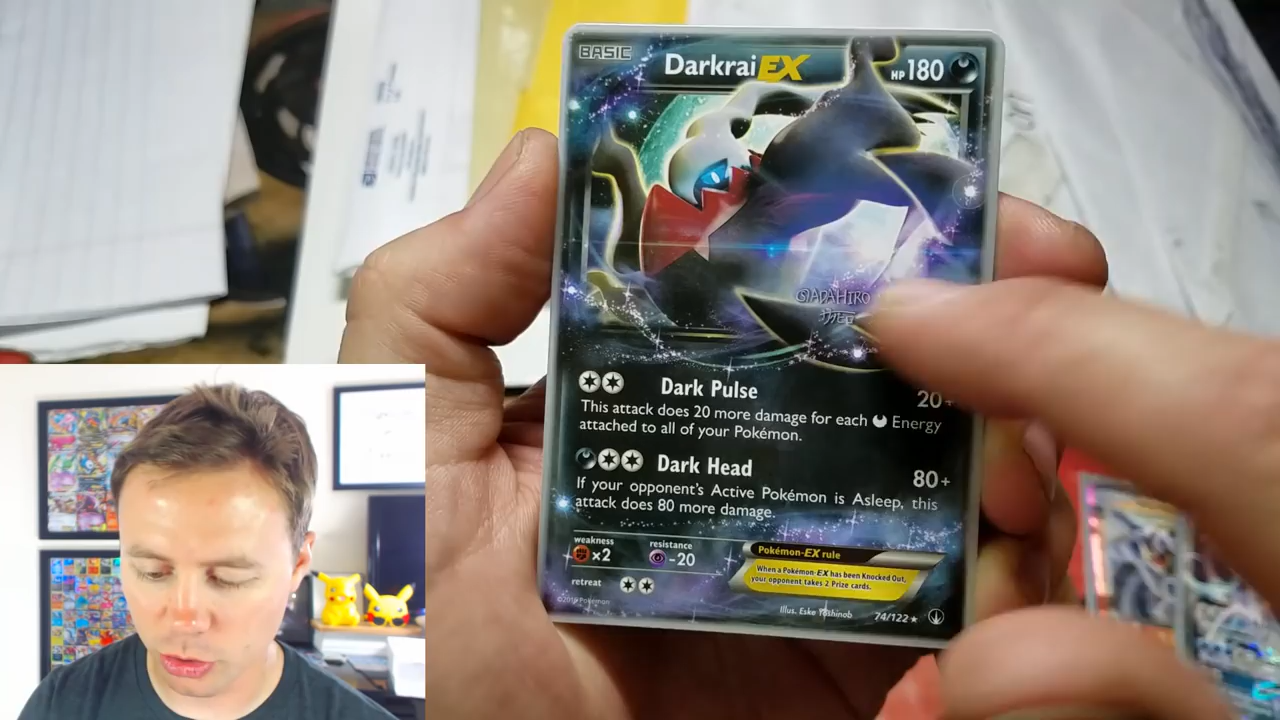 BASIC
Darkrai EX HP 180
Dark Pulse 20+
This attack does 20 more damage for each Energy
attached to all of your Pokémon.
Dark Head 80+
If your opponent's Active Pokémon is Asleep, this
attack does 80 more damage.
weakness ×2 resistance -20
retreat
Pokémon-EX rule
When a Pokémon-EX has been Knocked Out,
your opponent takes 2 Prize cards.
Illus. Eske Yoshinob 74/122